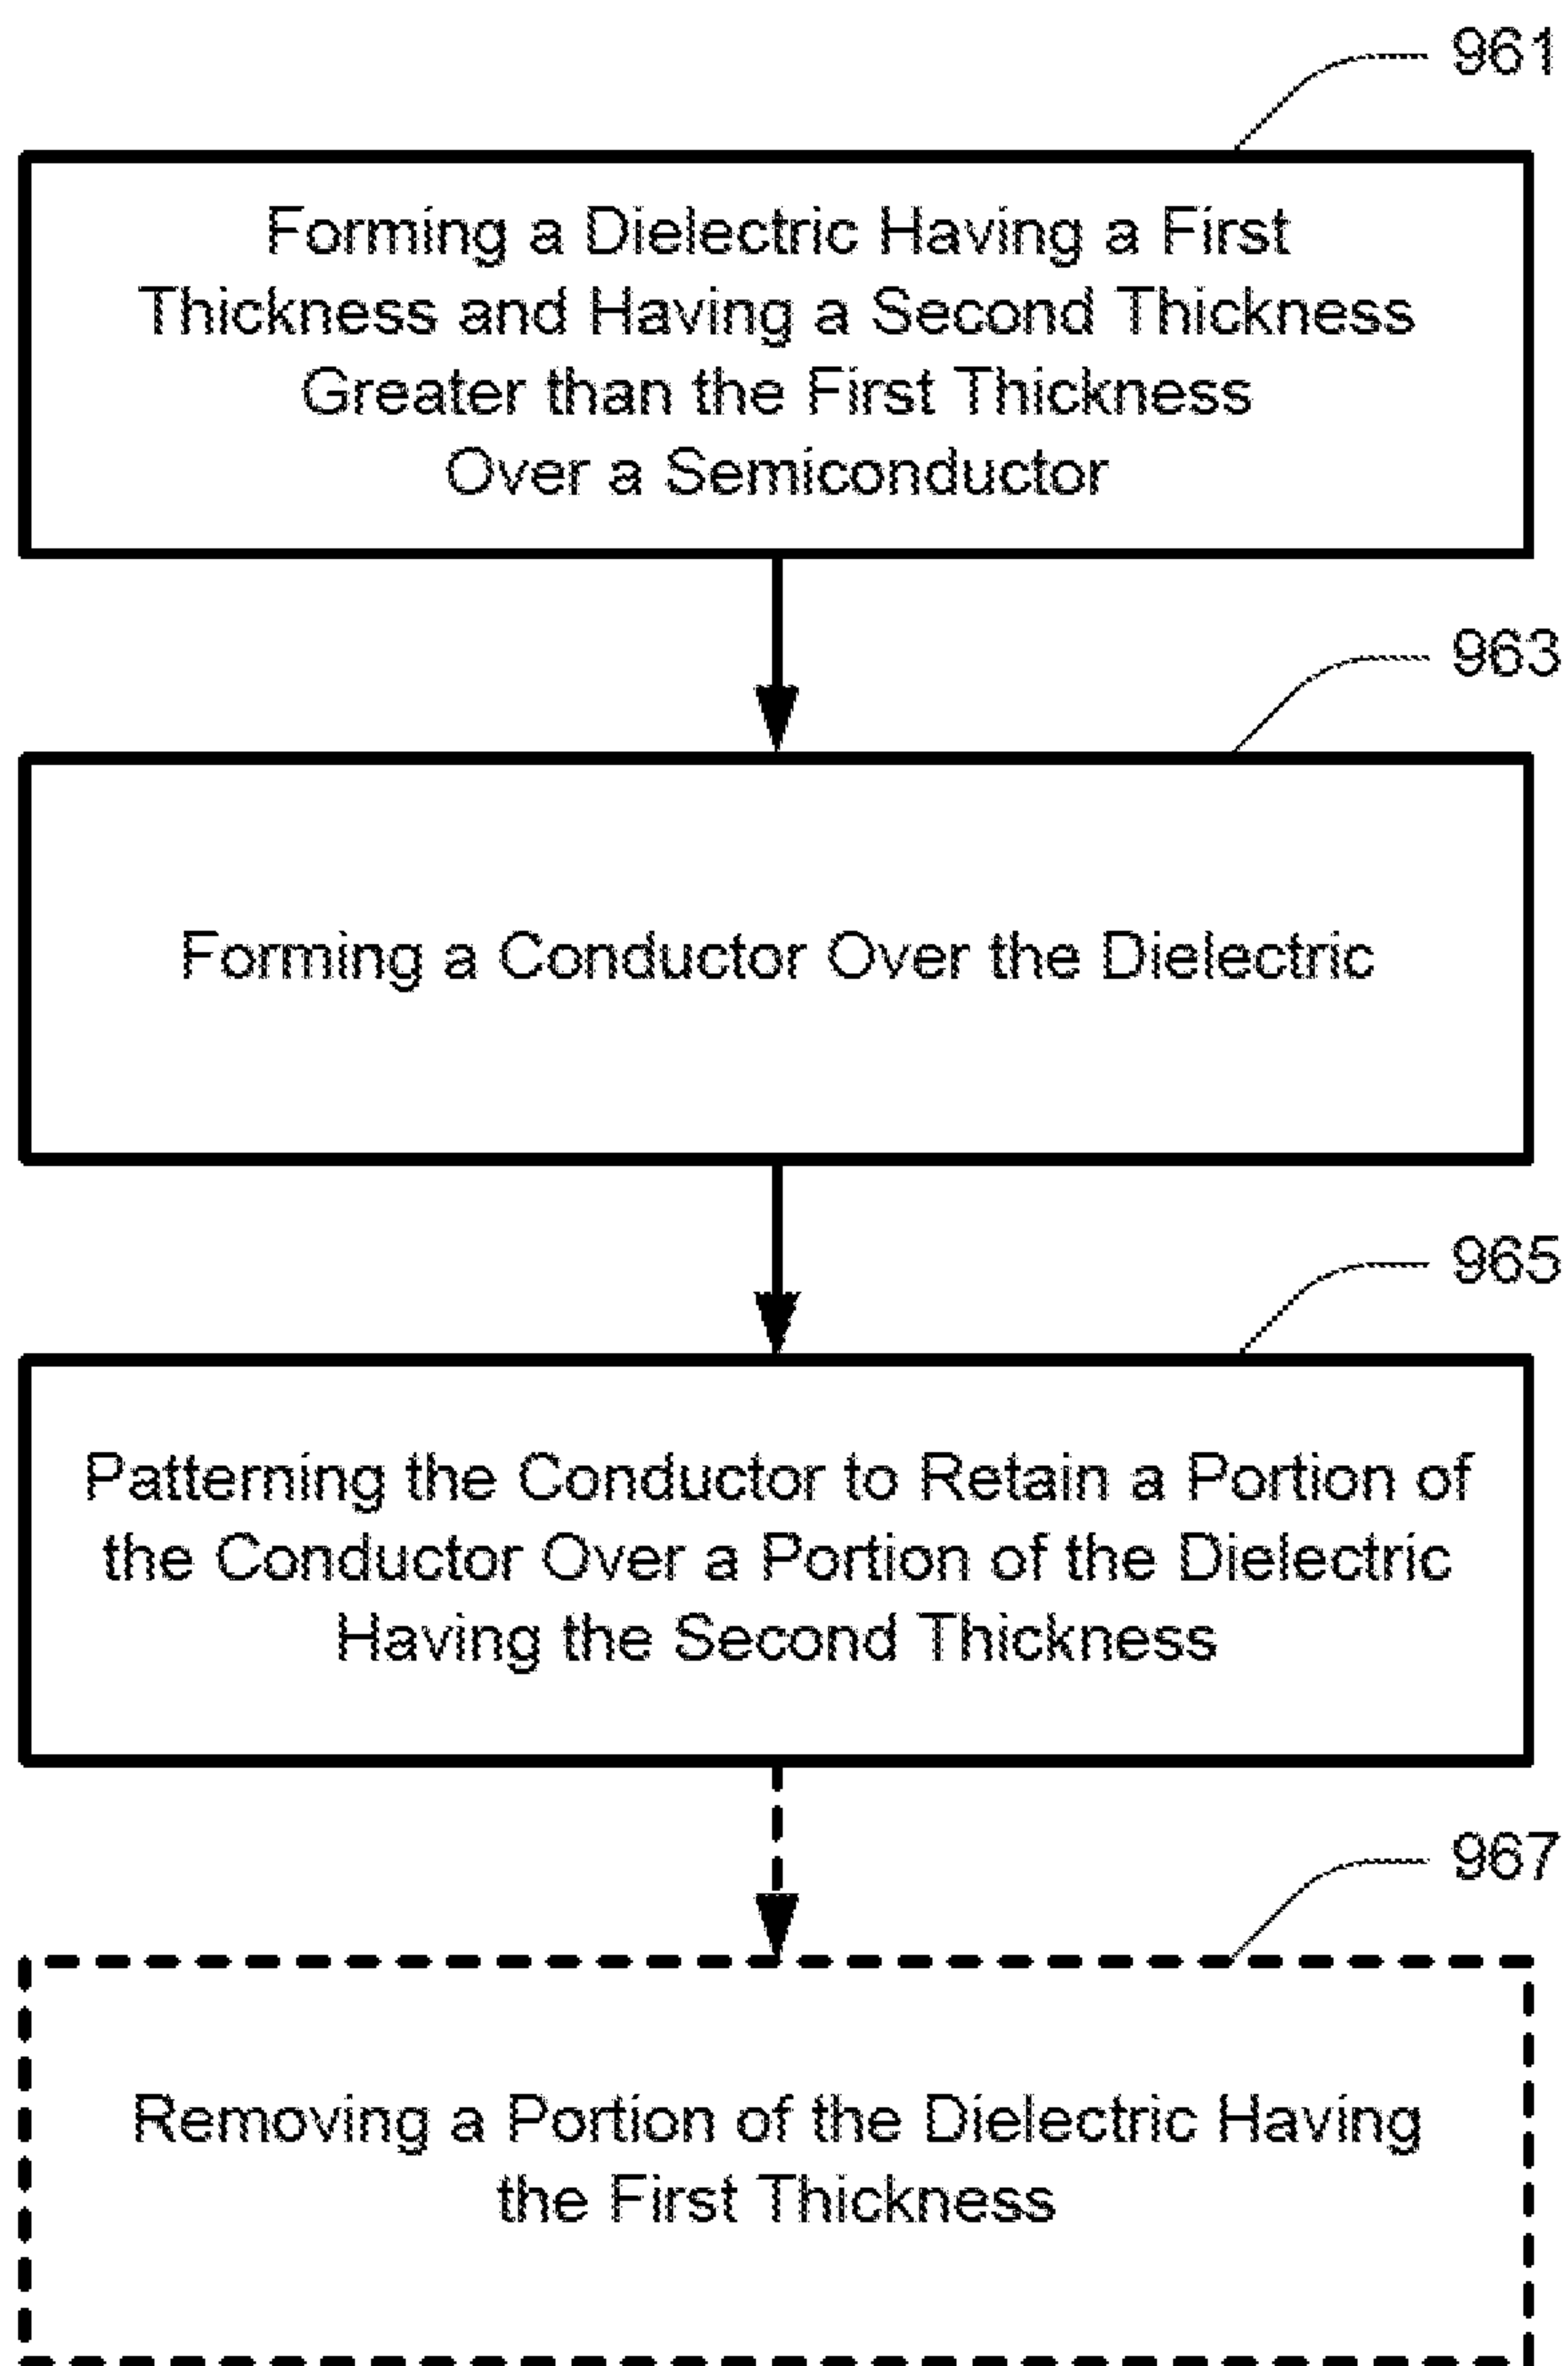 961
Forming a Dielectric Having a First
Thickness and Having a Second Thickness
Greater than the First Thickness
Over a Semiconductor
963
Forming a Conductor Over the Dielectric
965
Patterning the Conductor to Retain a Portion of
the Conductor Over a Portion of the Dielectric
Having the Second Thickness
967
Removing a Portion of the Dielectric Having
the First Thickness